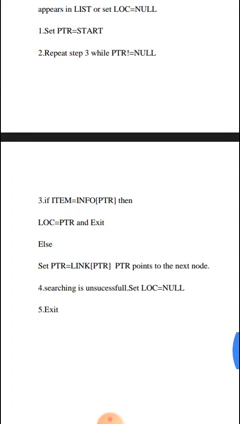 appears in LIST or set LOC=NULL
1.Set PTR=START
2.Repeat step 3 while PTR!=NULL
3.if ITEM=INFO[PTR] then
LOC=PTR and Exit
Else
Set PTR=LINK[PTR] PTR points to the next node.
4.searching is unsucessfull.Set LOC=NULL
5.Exit